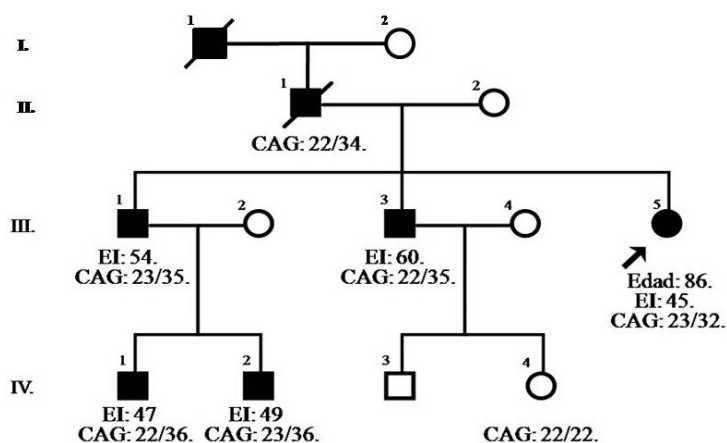 1 2
I.
1 2
II.
CAG: 22/34.
1 2 3 4 5
III.
EI: 54.
CAG: 23/35.
EI: 60.
CAG: 22/35.
Edad: 86.
EI: 45.
CAG: 23/32.
1 2 3 4
IV.
EI: 47
CAG: 22/36.
EI: 49
CAG: 23/36.
CAG: 22/22.